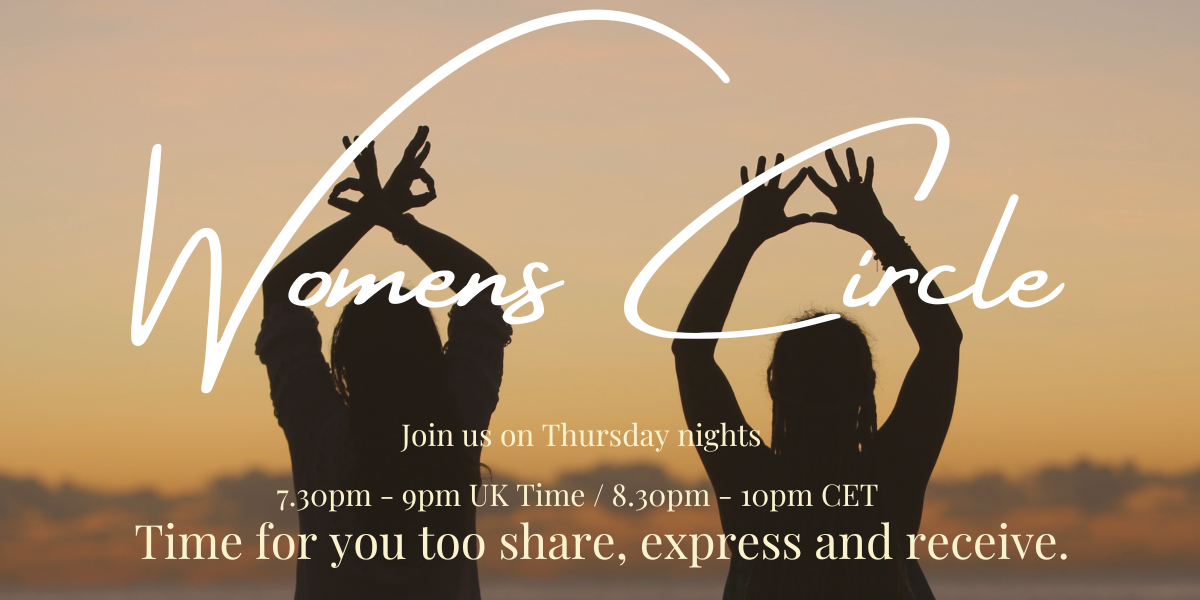 Womens Circle
Join us on Thursday nights
7.30pm - 9pm UK Time / 8.30pm - 10pm CET
Time for you too share, express and receive.